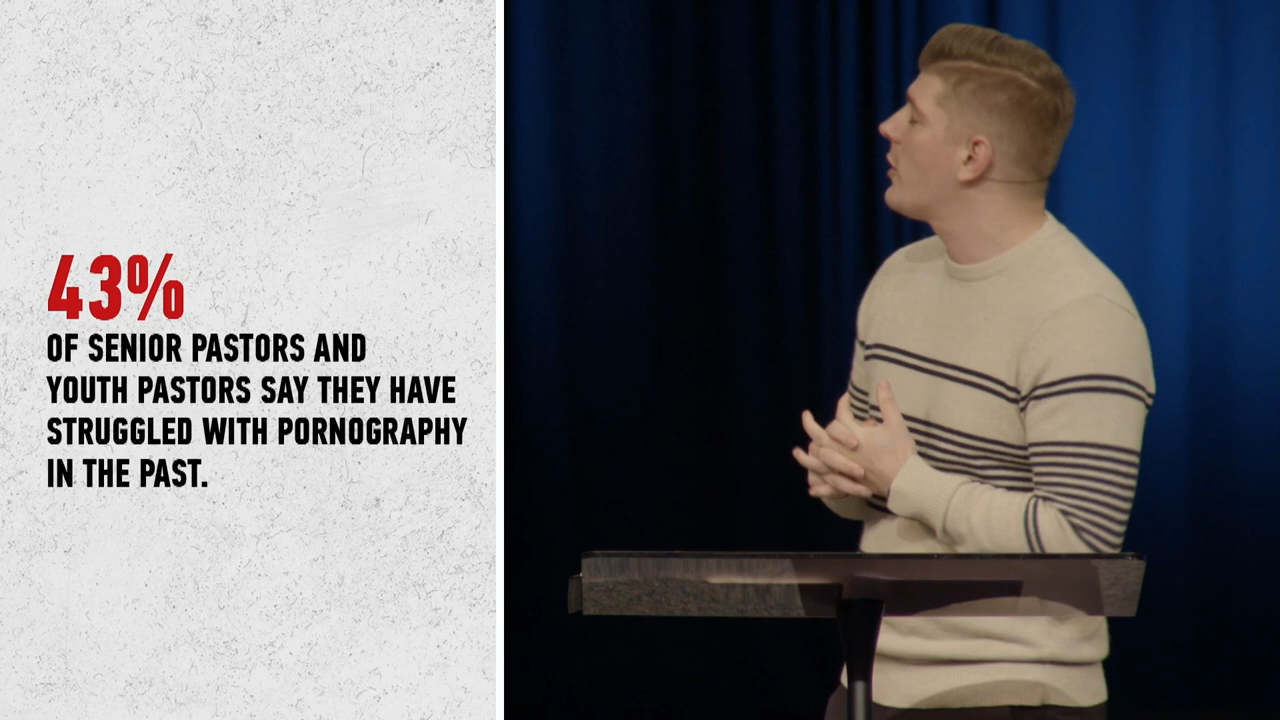 43%
OF SENIOR PASTORS AND
YOUTH PASTORS SAY THEY HAVE
STRUGGLED WITH PORNOGRAPHY
IN THE PAST.